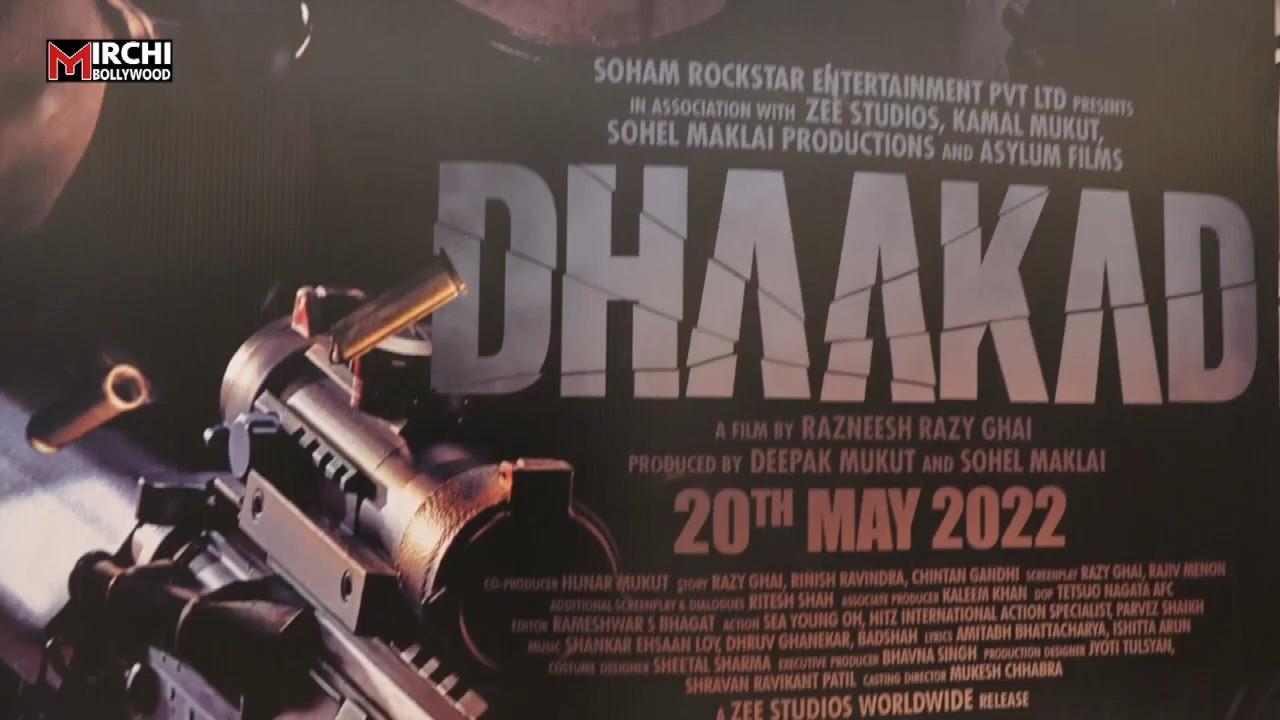 MIRCHI
BOLLYWOOD
SOHAM ROCKSTAR ENTERTAINMENT PVT LTD PRESENTS
IN ASSOCIATION WITH ZEE STUDIOS, KAMAL MUKUT,
SOHEL MAKLAI PRODUCTIONS AND ASYLUM FILMS
DHAAKAD
A FILM BY RAZNEESH RAZY GHAI
PRODUCED BY DEEPAK MUKUT AND SOHEL MAKLAI
20TH MAY 2022
CO-PRODUCER HUNAR MUKUT STORY RAZY GHAI, RINISH RAVINDRA, CHINTAN GANDHI SCREENPLAY RAZY GHAI, RAJIV MENON
ADDITIONAL SCREENPLAY & DIALOGUES RITESH SHAH ASSOCIATE PRODUCER KALEEM KHAN DOP TETSUO NAGATA AFC
EDITOR RAMESHWAR S BHAGAT ACTION SEA YOUNG OH, HITZ INTERNATIONAL ACTION SPECIALIST, PARVEZ SHAIKH
MUSIC SHANKAR EHSAAN LOY, DHRUV GHANEKAR, BADSHAH LYRICS AMITABH BHATTACHARYA, ISHITTA ARUN
COSTUME DESIGNER SHEETAL SHARMA EXECUTIVE PRODUCER BHAVNA SINGH PRODUCTION DESIGNER JYOTI TULSYAN,
SHRAVAN RAVIKANT PATIL CASTING DIRECTOR MUKESH CHHABRA
A ZEE STUDIOS WORLDWIDE RELEASE